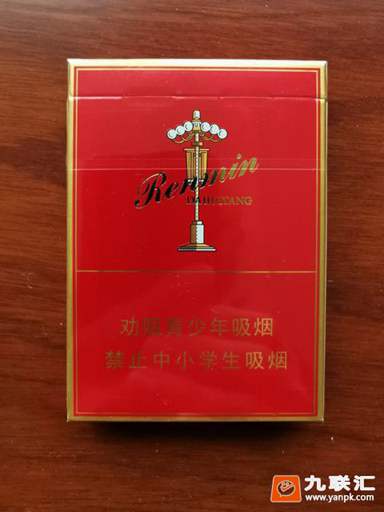 Renmin
DAHUITANG
劝阻青少年吸烟
禁止中小学生吸烟
九联汇
www.yanpk.com